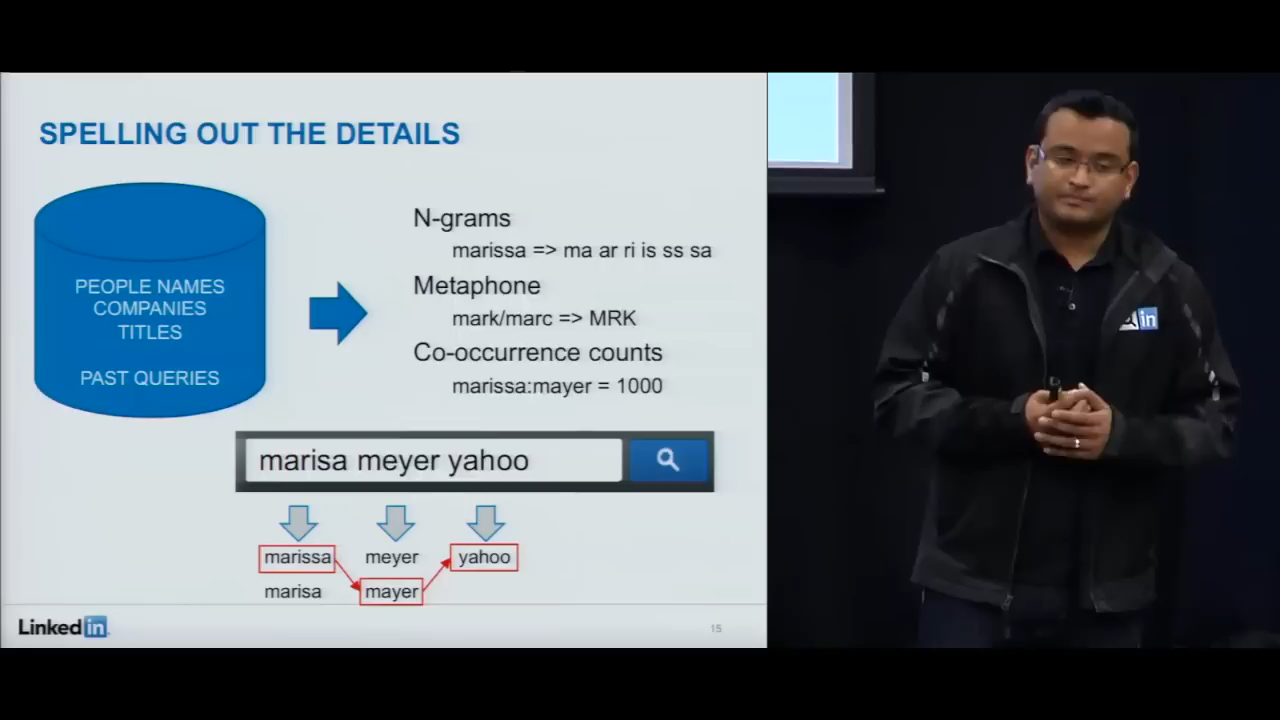 SPELLING OUT THE DETAILS
PEOPLE NAMES
COMPANIES
TITLES
PAST QUERIES
N-grams
marissa => ma ar ri is ss sa
Metaphone
mark/marc => MRK
Co-occurrence counts
marissa:mayer = 1000
marisa meyer yahoo
marissa meyer yahoo
marisa mayer
Linked in
15
in